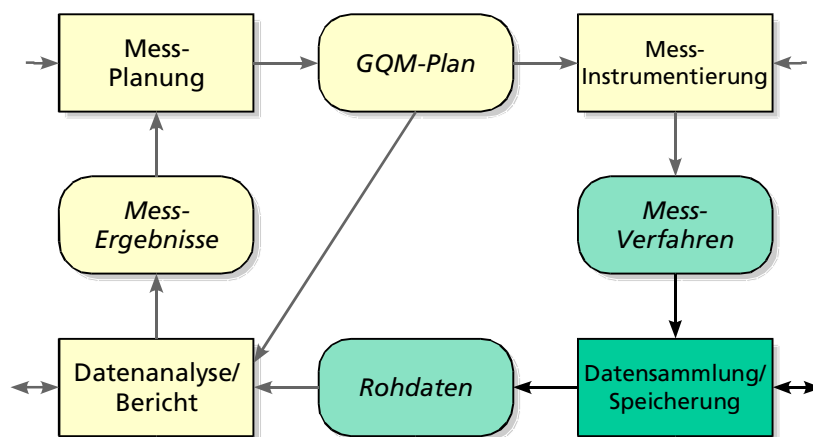 Mess-
Planung
GQM-Plan
Mess-
Instrumentierung
Mess-
Ergebnisse
Mess-
Verfahren
Datenanalyse/
Bericht
Rohdaten
Datensammlung/
Speicherung